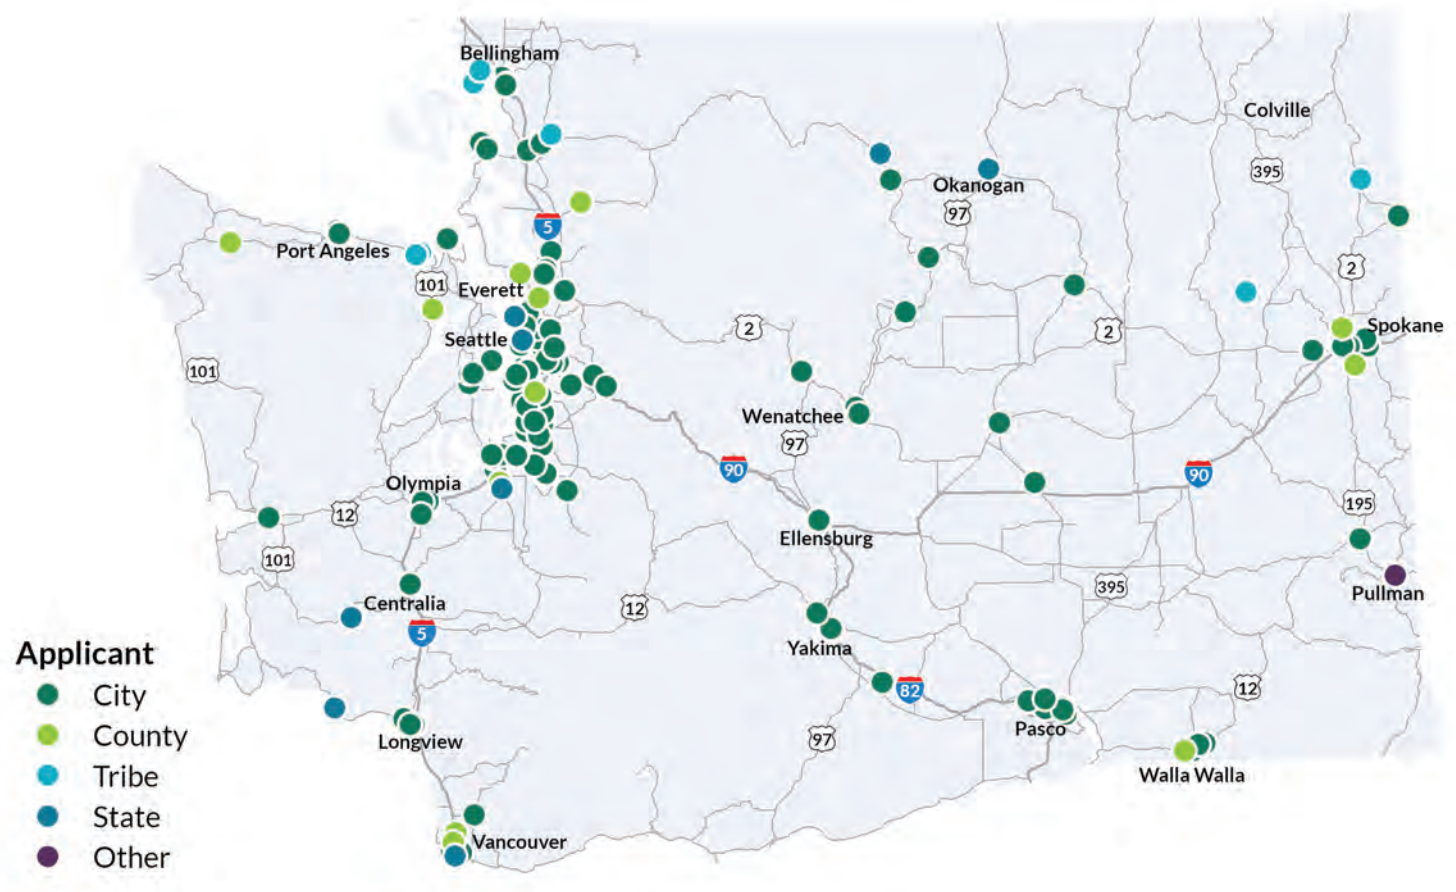 Bellingham
Colville
395
Okanogan
97
5
Port Angeles
101
Everett
2
Spokane
2
2
Seattle
101
Wenatchee
97
90
90
Olympia
12
195
Ellensburg
101
395
Pullman
Centralia
12
5
Yakima
Applicant
City
County
Tribe
State
Other
82
12
Pasco
97
Longview
Walla Walla
Vancouver